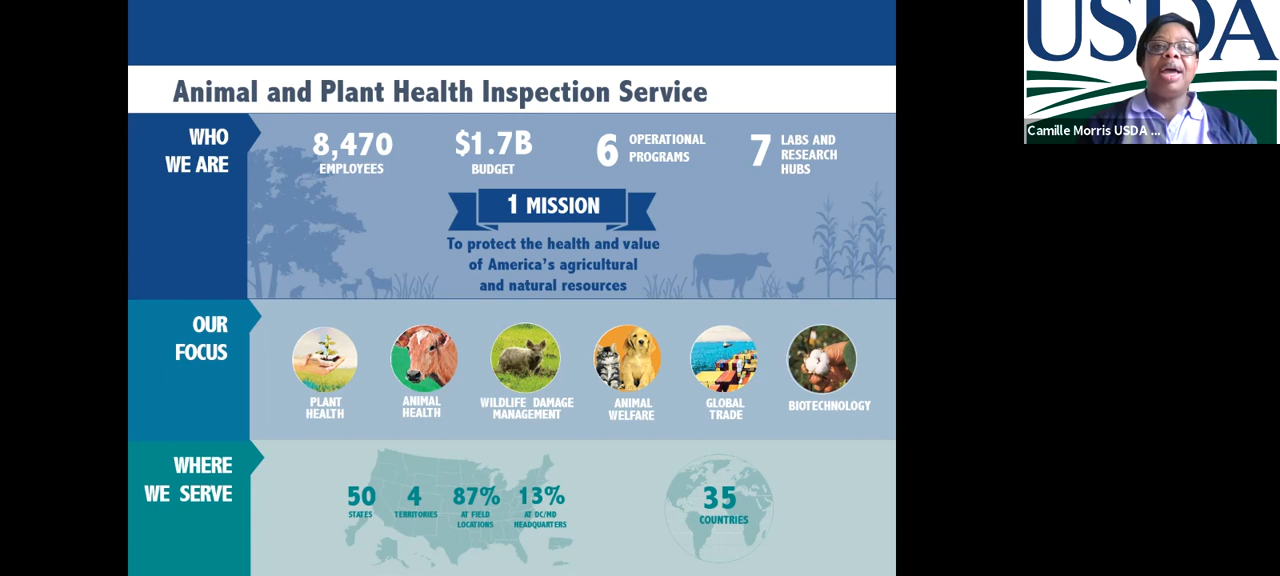 Animal and Plant Health Inspection Service
WHO
WE ARE
8,470
EMPLOYEES
$1.7B
BUDGET
6
OPERATIONAL
PROGRAMS
7
LABS AND
RESEARCH
HUBS
1 MISSION
To protect the health and value
of America's agricultural
and natural resources
OUR
FOCUS
PLANT
HEALTH
ANIMAL
HEALTH
WILDLIFE DAMAGE
MANAGEMENT
ANIMAL
WELFARE
GLOBAL
TRADE
BIOTECHNOLOGY
WHERE
WE SERVE
50
STATES
4
TERRITORIES
87%
AT FIELD
LOCATIONS
13%
AT DC/MD
HEADQUARTERS
35
COUNTRIES
USDA
Camille Morris USDA ...